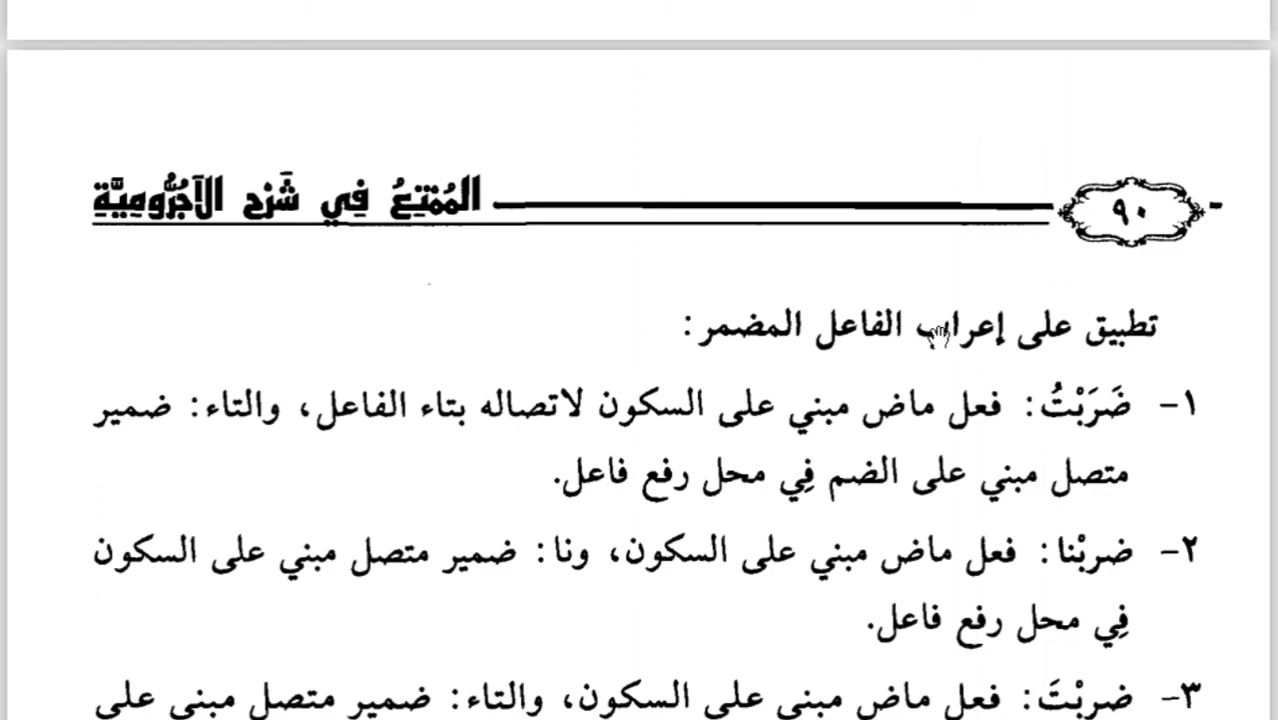 ٩٠
المُمْتِعُ فِي شَرْحِ الآجُرُّومِيَّةِ
تطبيق على إعراب الفاعل المضمر:
١- ضَرَبْتُ: فعل ماض مبني على السكون لاتصاله بتاء الفاعل، والتاء: ضمير
متصل مبني على الضم فِي محل رفع فاعل.
٢- ضربْنا: فعل ماض مبني على السكون، ونا: ضمير متصل مبني على السكون
فِي محل رفع فاعل.
٣- ضربْتَ: فعل ماض مبني على السكون، والتاء: ضمير متصل مبني على